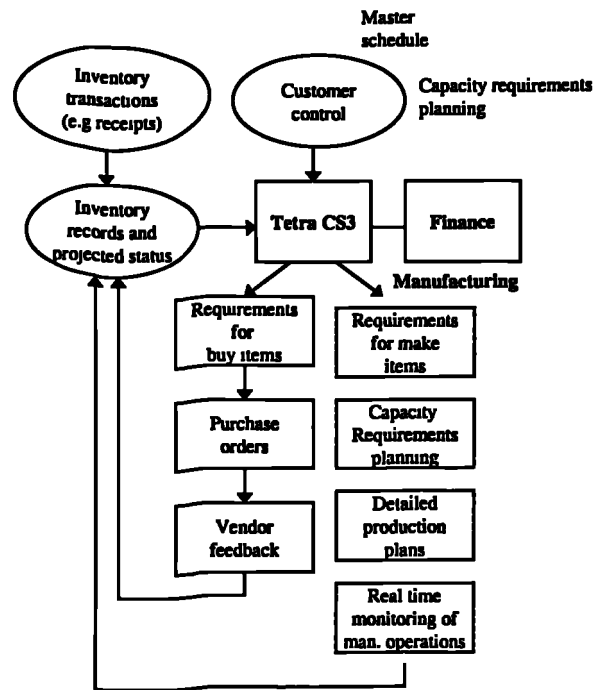 Master
schedule
Inventory
transactions
(e.g receipts)
Customer
control
Capacity requirements
planning
Inventory
records and
projected status
Tetra CS3
Finance
Manufacturing
Requirements
for
buy items
Requirements
for make
items
Purchase
orders
Capacity
Requirements
planning
Vendor
feedback
Detailed
production
plans
Real time
monitoring of
man. operations